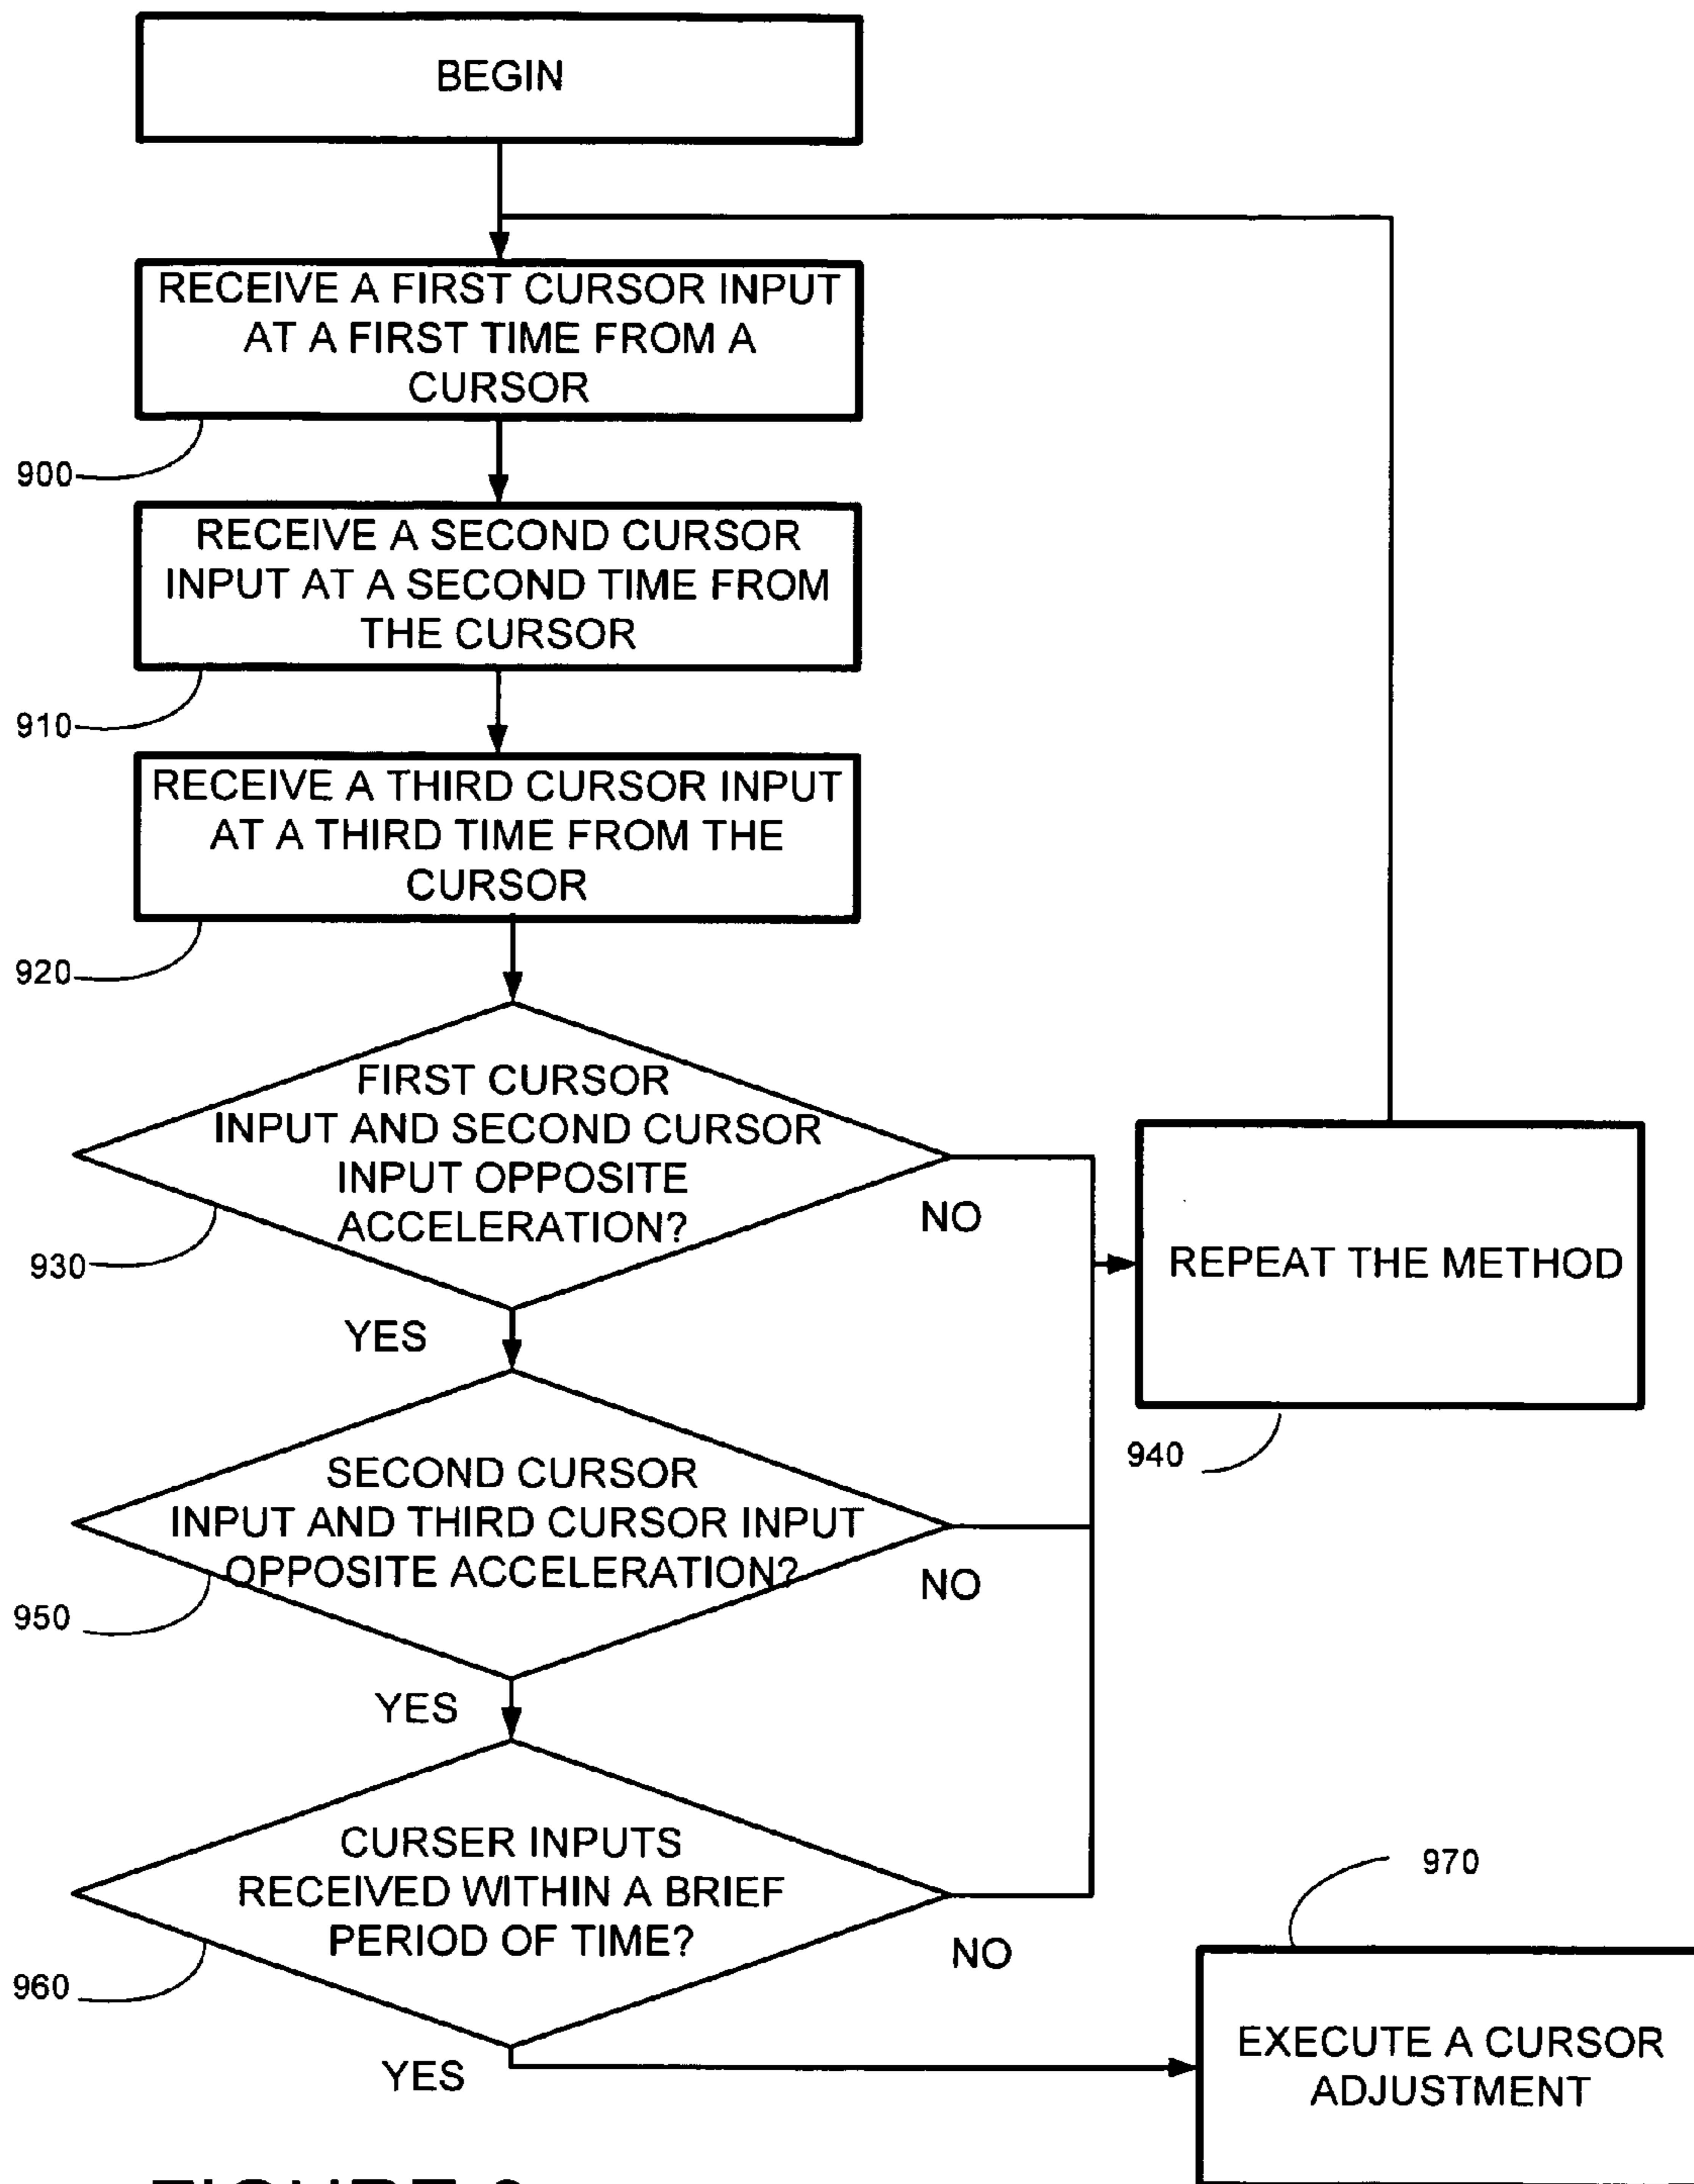 BEGIN
RECEIVE A FIRST CURSOR INPUT
AT A FIRST TIME FROM A
CURSOR
900
RECEIVE A SECOND CURSOR
INPUT AT A SECOND TIME FROM
THE CURSOR
910
RECEIVE A THIRD CURSOR INPUT
AT A THIRD TIME FROM THE
CURSOR
920
FIRST CURSOR
INPUT AND SECOND CURSOR
INPUT OPPOSITE
ACCELERATION?
NO
930
YES
REPEAT THE METHOD
940
SECOND CURSOR
INPUT AND THIRD CURSOR INPUT
OPPOSITE ACCELERATION?
NO
950
YES
CURSER INPUTS
RECEIVED WITHIN A BRIEF
PERIOD OF TIME?
NO
960
YES
970
EXECUTE A CURSOR
ADJUSTMENT